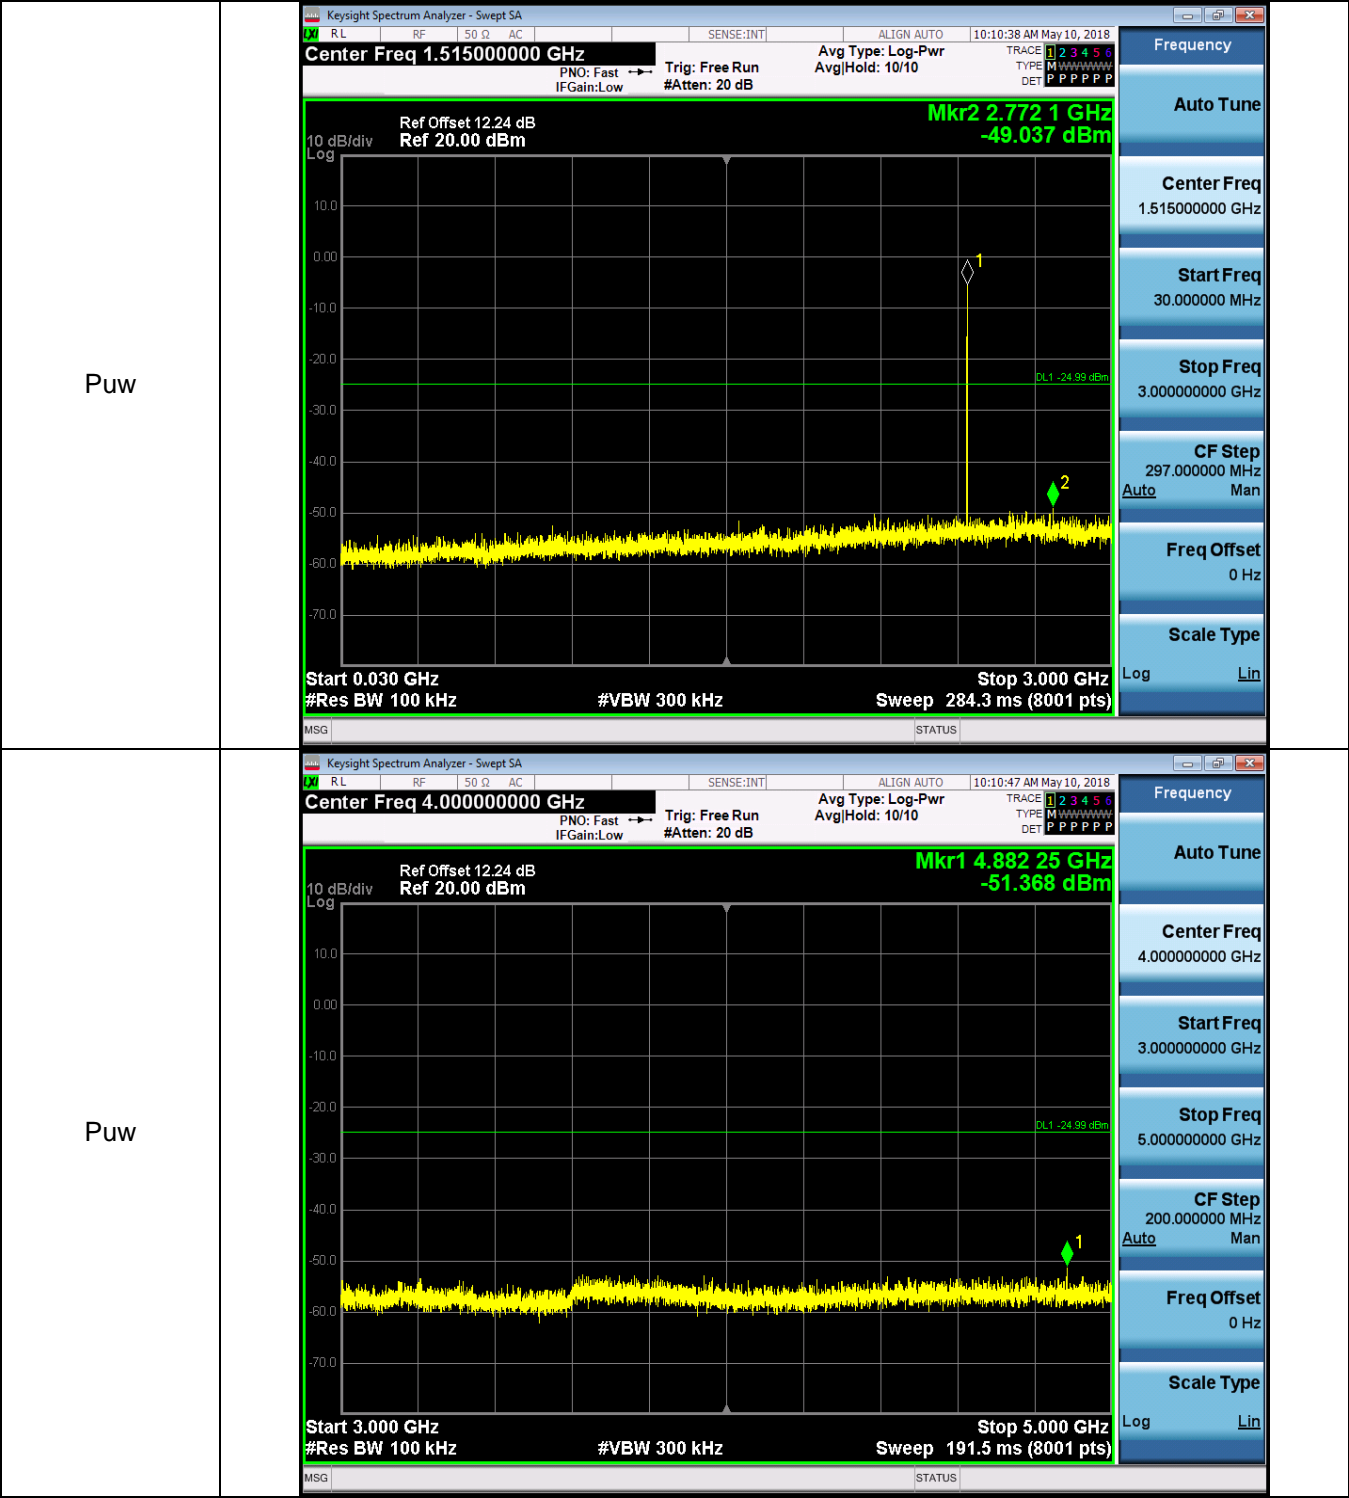 Puw
Keysight Spectrum Analyzer - Swept SA
LXI RL RF 50 Ω AC SENSE:INT ALIGN AUTO 10:10:38 AM May 10, 2018
Center Freq 1.515000000 GHz
PNO: Fast
IFGain:Low
Trig: Free Run
#Atten: 20 dB
Avg Type: Log-Pwr
Avg|Hold: 10/10
TRACE 1 2 3 4 5 6
TYPE M W W W W W
DET P P P P P P
Mkr2 2.772 1 GHz
-49.037 dBm
Ref Offset 12.24 dB
10 dB/div Ref 20.00 dBm
Log
10.0
0.00
-10.0
-20.0
-30.0
-40.0
-50.0
-60.0
-70.0
1
DL1 -24.99 dBm
2
Start 0.030 GHz Stop 3.000 GHz
#Res BW 100 kHz #VBW 300 kHz Sweep 284.3 ms (8001 pts)
MSG STATUS
Frequency
Auto Tune
Center Freq
1.515000000 GHz
Start Freq
30.000000 MHz
Stop Freq
3.000000000 GHz
CF Step
297.000000 MHz
Auto Man
Freq Offset
0 Hz
Scale Type
Log Lin
Puw
Keysight Spectrum Analyzer - Swept SA
LXI RL RF 50 Ω AC SENSE:INT ALIGN AUTO 10:10:47 AM May 10, 2018
Center Freq 4.000000000 GHz
PNO: Fast
IFGain:Low
Trig: Free Run
#Atten: 20 dB
Avg Type: Log-Pwr
Avg|Hold: 10/10
TRACE 1 2 3 4 5 6
TYPE M W W W W W
DET P P P P P P
Mkr1 4.882 25 GHz
-51.368 dBm
Ref Offset 12.24 dB
10 dB/div Ref 20.00 dBm
Log
10.0
0.00
-10.0
-20.0
-30.0
-40.0
-50.0
-60.0
-70.0
DL1 -24.99 dBm
1
Start 3.000 GHz Stop 5.000 GHz
#Res BW 100 kHz #VBW 300 kHz Sweep 191.5 ms (8001 pts)
MSG STATUS
Frequency
Auto Tune
Center Freq
4.000000000 GHz
Start Freq
3.000000000 GHz
Stop Freq
5.000000000 GHz
CF Step
200.000000 MHz
Auto Man
Freq Offset
0 Hz
Scale Type
Log Lin